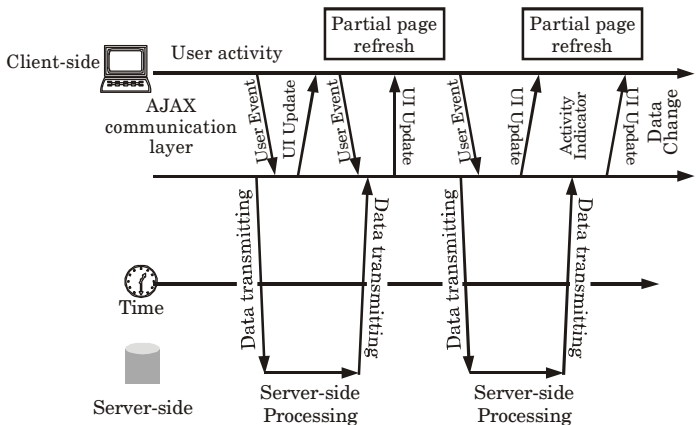 Partial page
refresh
Partial page
refresh
Client-side
User activity
AJAX
communication
layer
User Event
UI Update
User Event
UI Update
User Event
UI Update
Activity
Indicator
UI Update
Data
Change
Data transmitting
Data transmitting
Data transmitting
Data transmitting
Time
Server-side
Server-side
Processing
Server-side
Processing